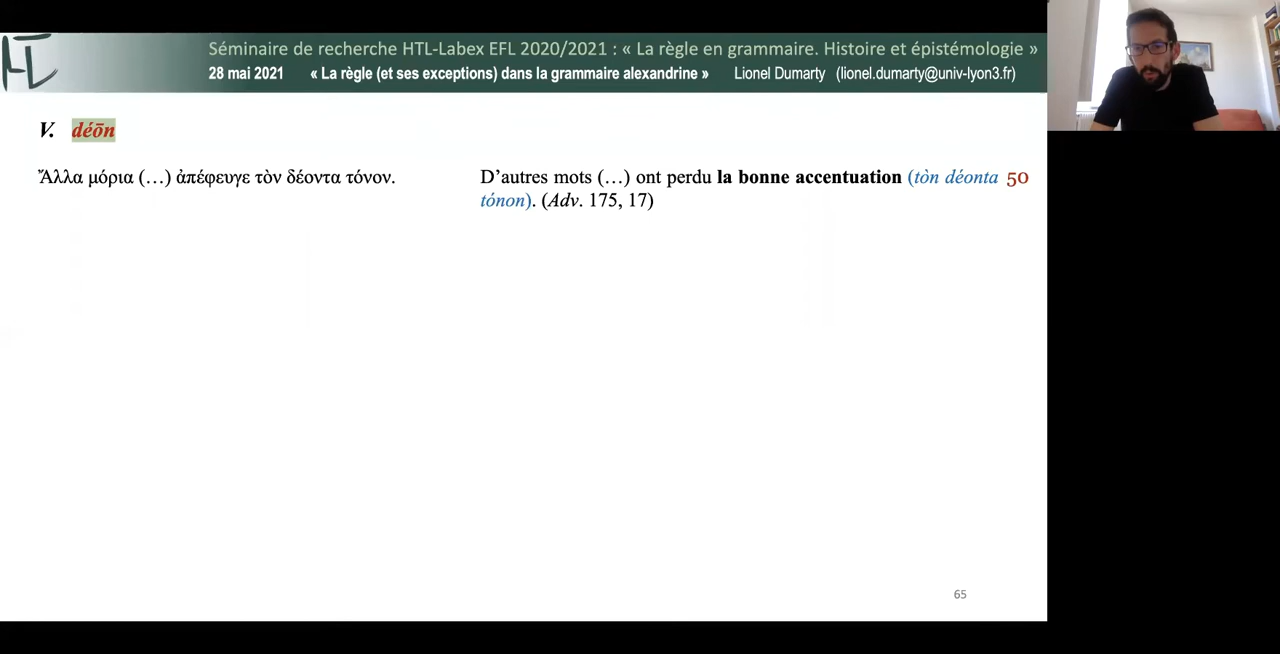 HTL
Séminaire de recherche HTL-Labex EFL 2020/2021 : « La règle en grammaire. Histoire et épistémologie »
28 mai 2021 « La règle (et ses exceptions) dans la grammaire alexandrine » Lionel Dumarty (lionel.dumarty@univ-lyon3.fr)
V. déōn
Ἄλλα μόρια (…) ἀπέφευγε τὸν δέοντα τόνον.
D’autres mots (…) ont perdu la bonne accentuation (tòn déonta 50
tónon). (Adv. 175, 17)
65